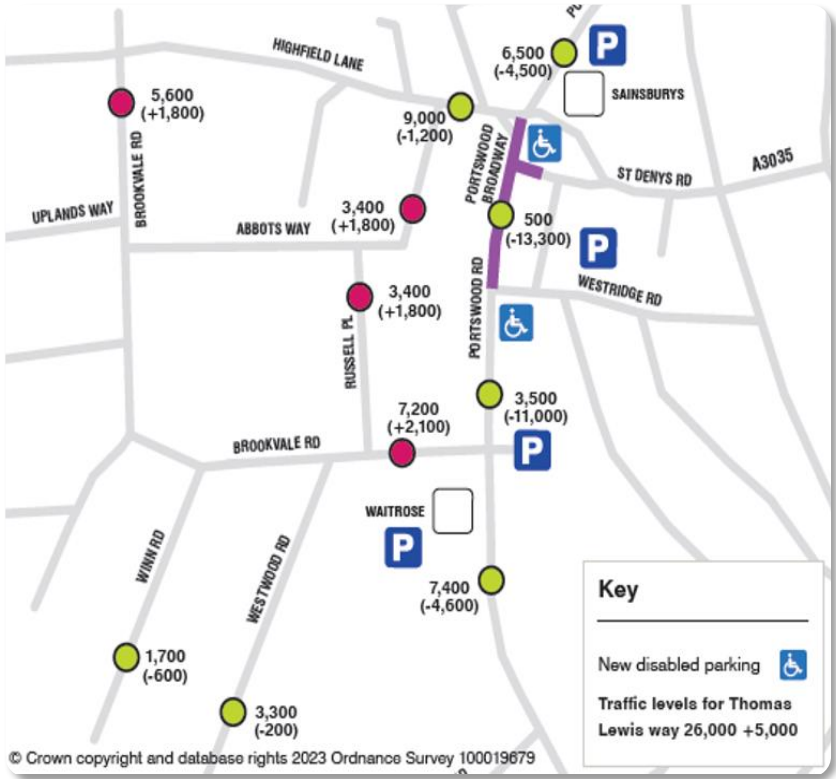 PO
6,500
(-4,500)
P
HIGHFIELD LANE
SAINSBURYS
5,600
(+1,800)
9,000
(-1,200)
PORTSWOOD
BROADWAY
BROOKVALE RD
A3035
ST DENYS RD
UPLANDS WAY
3,400
(+1,800)
ABBOTS WAY
500
(-13,300)
P
WESTRIDGE RD
3,400
(+1,800)
PORTSWOOD RD
RUSSELL PL
7,200
(+2,100)
3,500
(-11,000)
BROOKVALE RD
P
WAITROSE
P
WINN RD
WESTWOOD RD
7,400
(-4,600)
1,700
(-600)
3,300
(-200)
Key
New disabled parking
Traffic levels for Thomas
Lewis way 26,000 +5,000
© Crown copyright and database rights 2023 Ordnance Survey 100019679